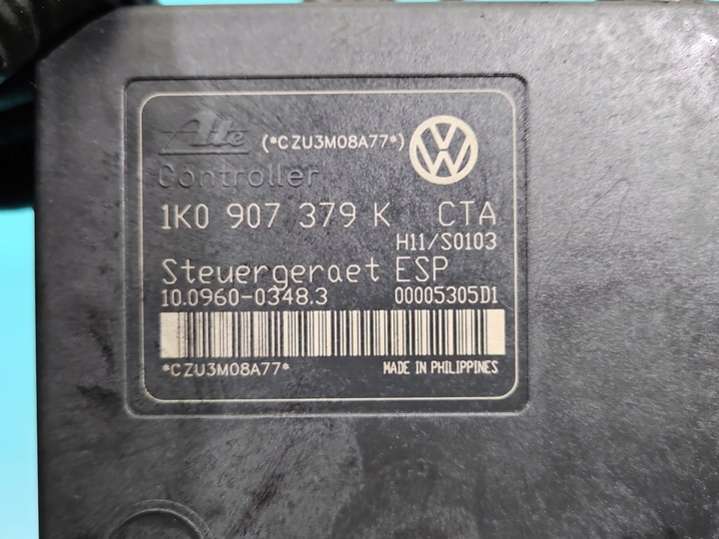 Ate (*CZU3M08A77*)
Controller
1K0 907 379 K CTA
H11/S0103
Steuergeraet ESP
10.0960-0348.3 00005305D1
*CZU3M08A77* MADE IN PHILIPPINES